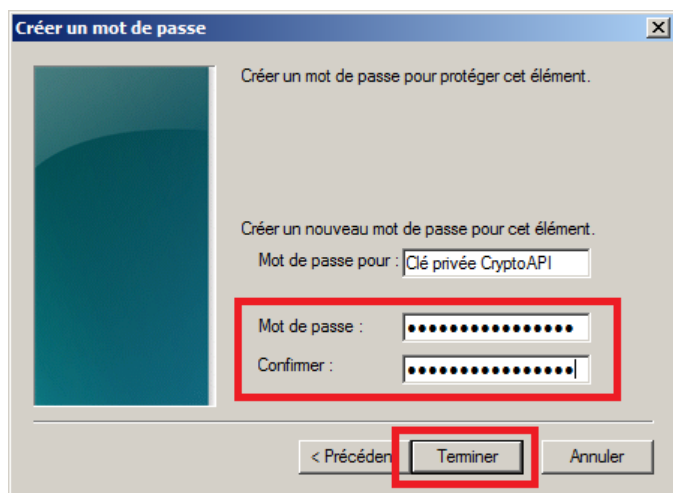 Créer un mot de passe
Créer un mot de passe pour protéger cet élément.
Créer un nouveau mot de passe pour cet élément.
Mot de passe pour : Clé privée CryptoAPI
Mot de passe : ●●●●●●●●●●●●●●●●
Confirmer : ●●●●●●●●●●●●●●●●
< Précéden Terminer Annuler